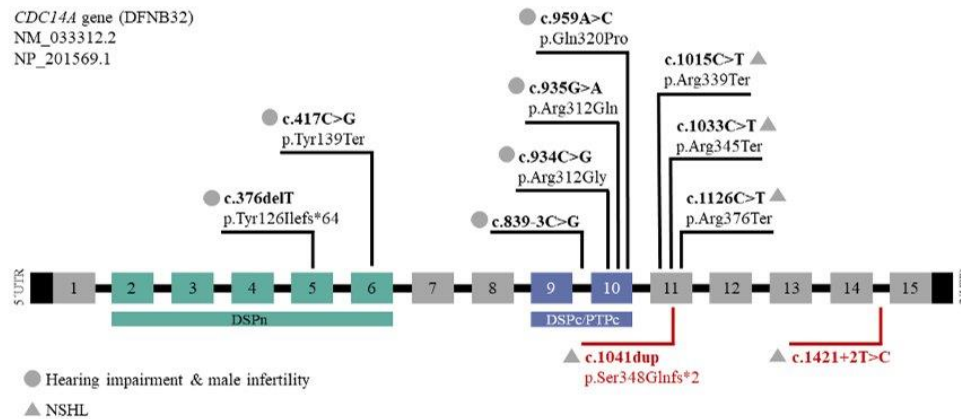 CDC14A gene (DFNB32)
NM_033312.2
NP_201569.1
c.959A>C
p.Gln320Pro
c.1015C>T
p.Arg339Ter
c.935G>A
p.Arg312Gln
c.417C>G
p.Tyr139Ter
c.1033C>T
p.Arg345Ter
c.934C>G
p.Arg312Gly
c.376delT
p.Tyr126Ilefs*64
c.1126C>T
p.Arg376Ter
c.839-3C>G
5'UTR
1 2 3 4 5 6 7 8 9 10 11 12 13 14 15
DSPn
DSPc/PTPc
c.1041dup
p.Ser348Glnfs*2
c.1421+2T>C
Hearing impairment & male infertility
NSHL